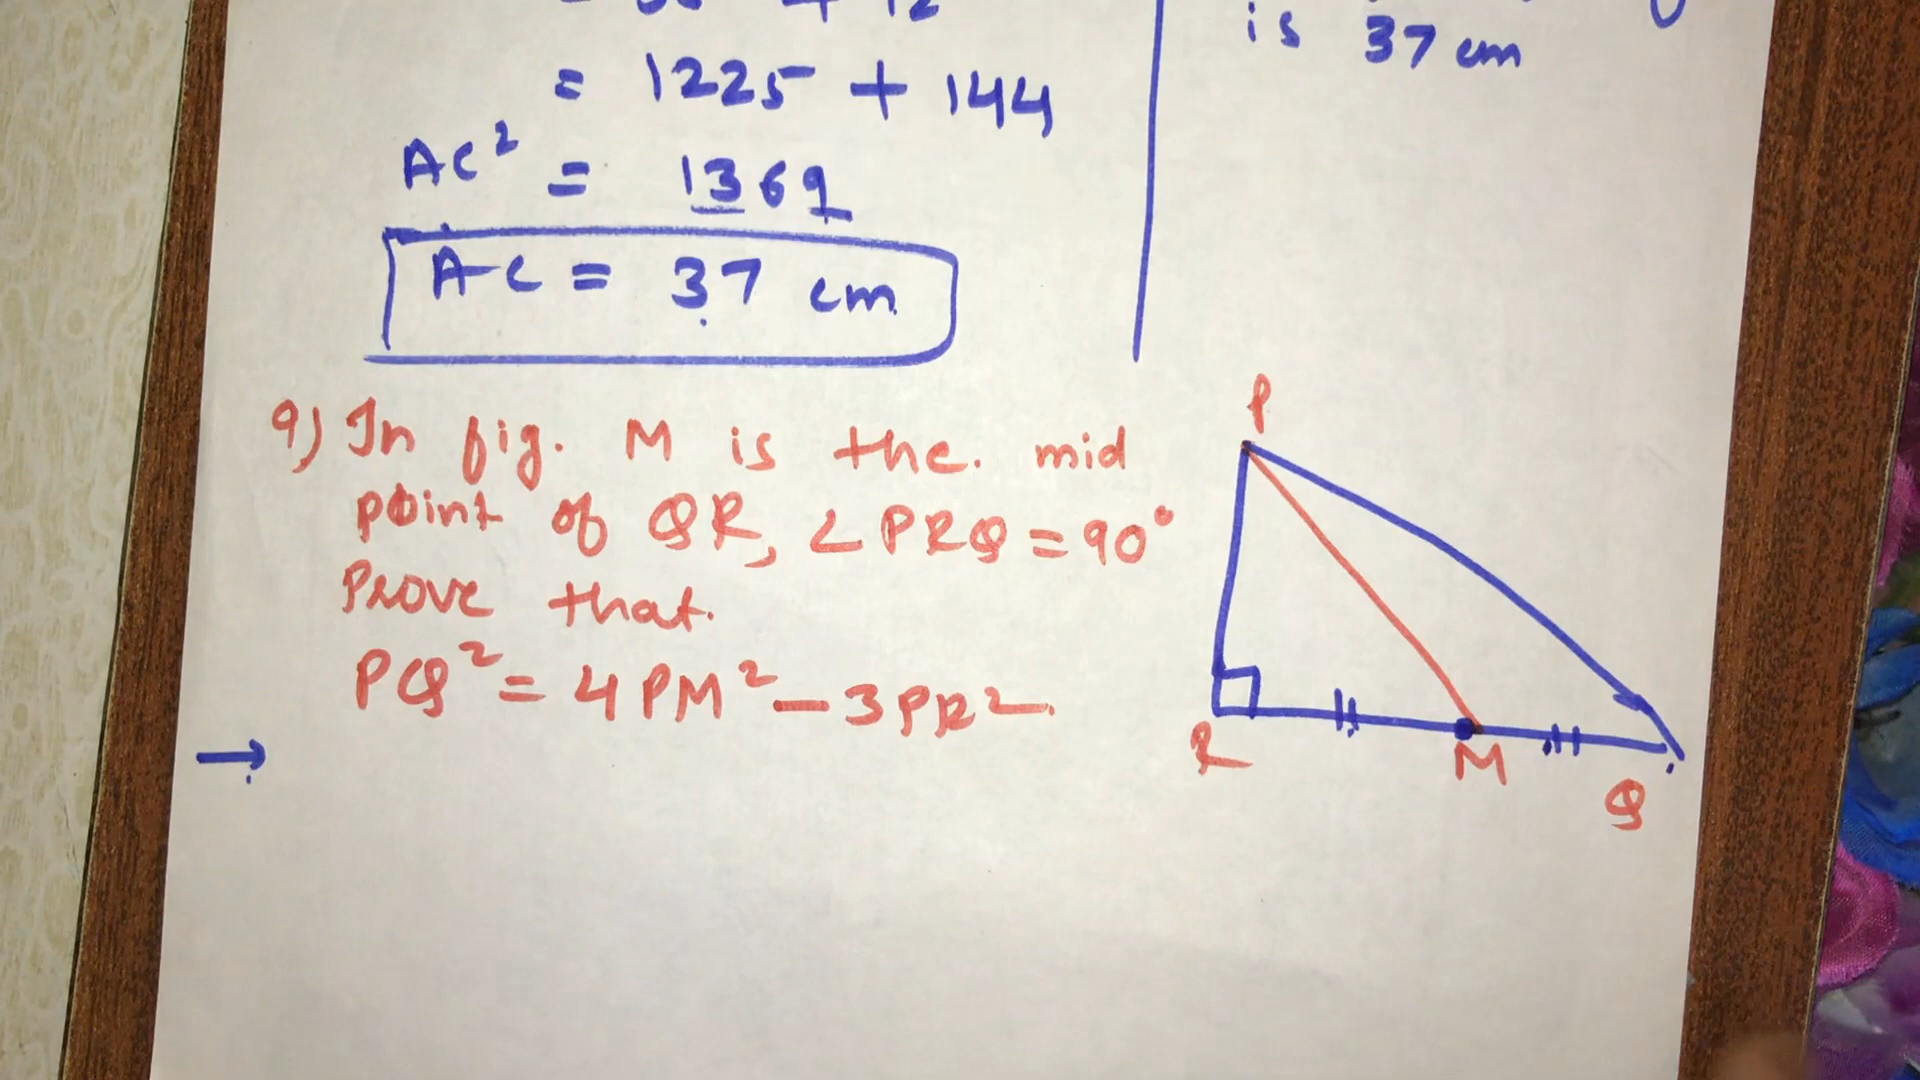 = 1225 + 144
AC² = 1369
AC = 37 cm
is 37 cm
9) In fig. M is the. mid
point of QR, ∠PRQ = 90°
Prove that.
PQ² = 4PM² - 3PR².
→
P
R
M
Q